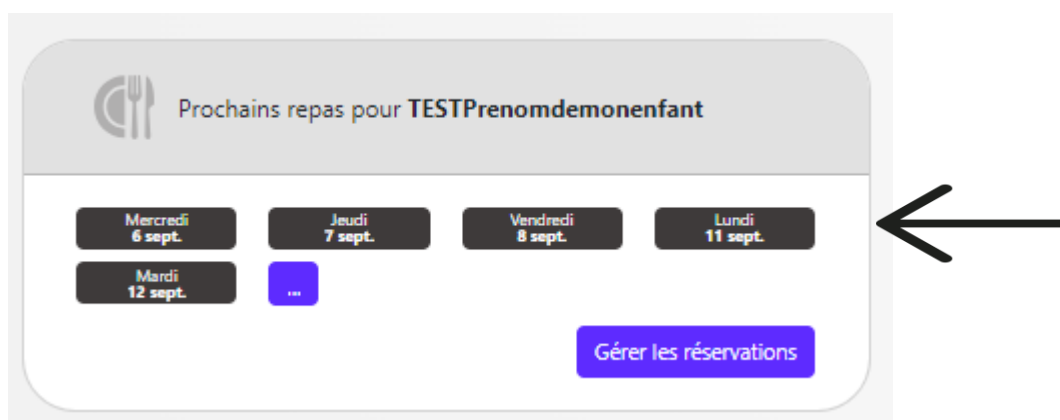 Prochains repas pour TESTPrenomdemonenfant
Mercredi
6 sept.
Jeudi
7 sept.
Vendredi
8 sept.
Lundi
11 sept.
Mardi
12 sept.
...
Gérer les réservations